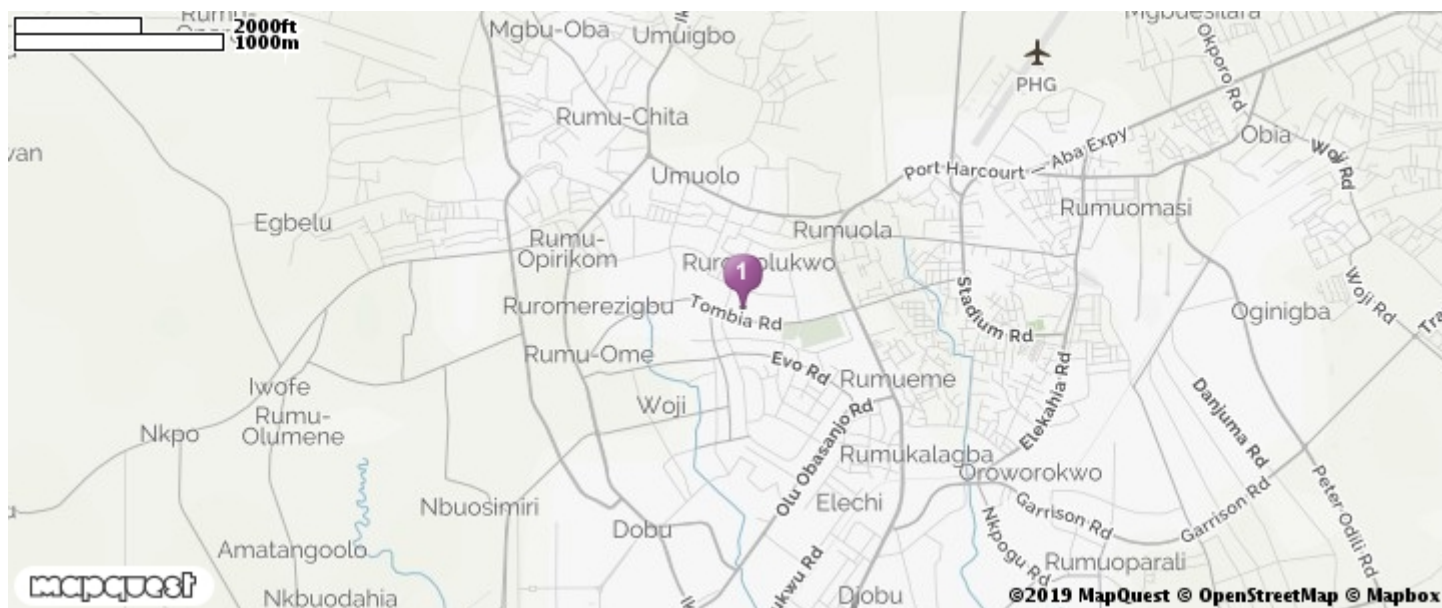 2000ft
1000m
Mgbu-Oba
Umuigbo
PHG
Okporo Rd
Rumu-Chita
Obia
Woji Rd
Port Harcourt — Aba Expy
Umuolo
Egbelu
Rumuomasi
Rumuola
Rumu-
Opirikom
1
Woji Rd
Ruromerezigbu
Tombia Rd
Stadium Rd
Oginigba
Rumu-Ome
Evo Rd
Rumueme
Elekahia Rd
Iwofe
Woji
Danjuma Rd
Rumu-
Olumene
Nkpo
Olu Obasanjo Rd
Rumukalagba
Oroworokwo
Nbuosimiri
Elechi
Garrison Rd
Garrison Rd
Peter Odili Rd
Dobu
Nkpogu Rd
Amatangoolo
Rumuoparali
mapquest
Nkbuodahia
Djobu
©2019 MapQuest © OpenStreetMap © Mapbox